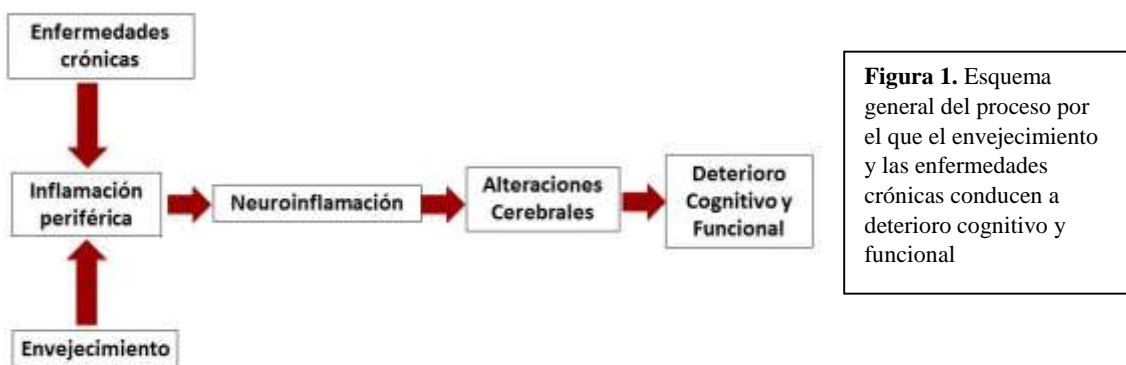 Enfermedades
crónicas
Inflamación
periférica
Neuroinflamación
Alteraciones
Cerebrales
Deterioro
Cognitivo y
Funcional
Envejecimiento
Figura 1. Esquema
general del proceso por
el que el envejecimiento
y las enfermedades
crónicas conducen a
deterioro cognitivo y
funcional